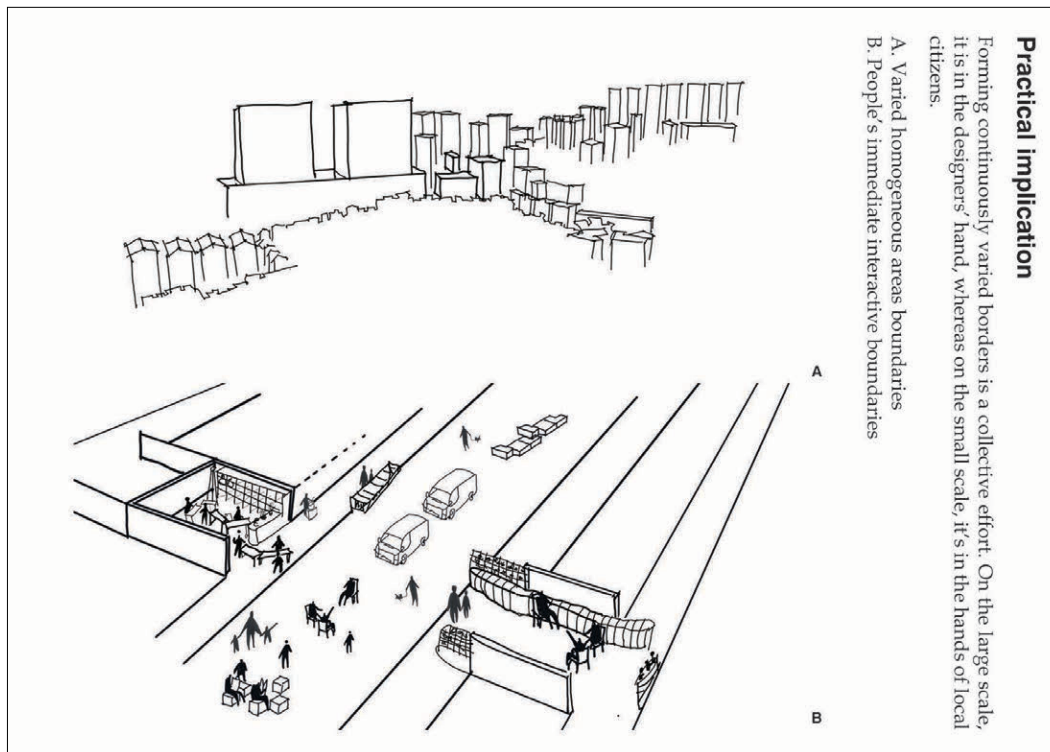 Practical implication
Forming continuously varied borders is a collective effort. On the large scale,
it is in the designers' hand, whereas on the small scale, it's in the hands of local
citizens.
A. Varied homogeneous areas boundaries
B. People's immediate interactive boundaries
A
B